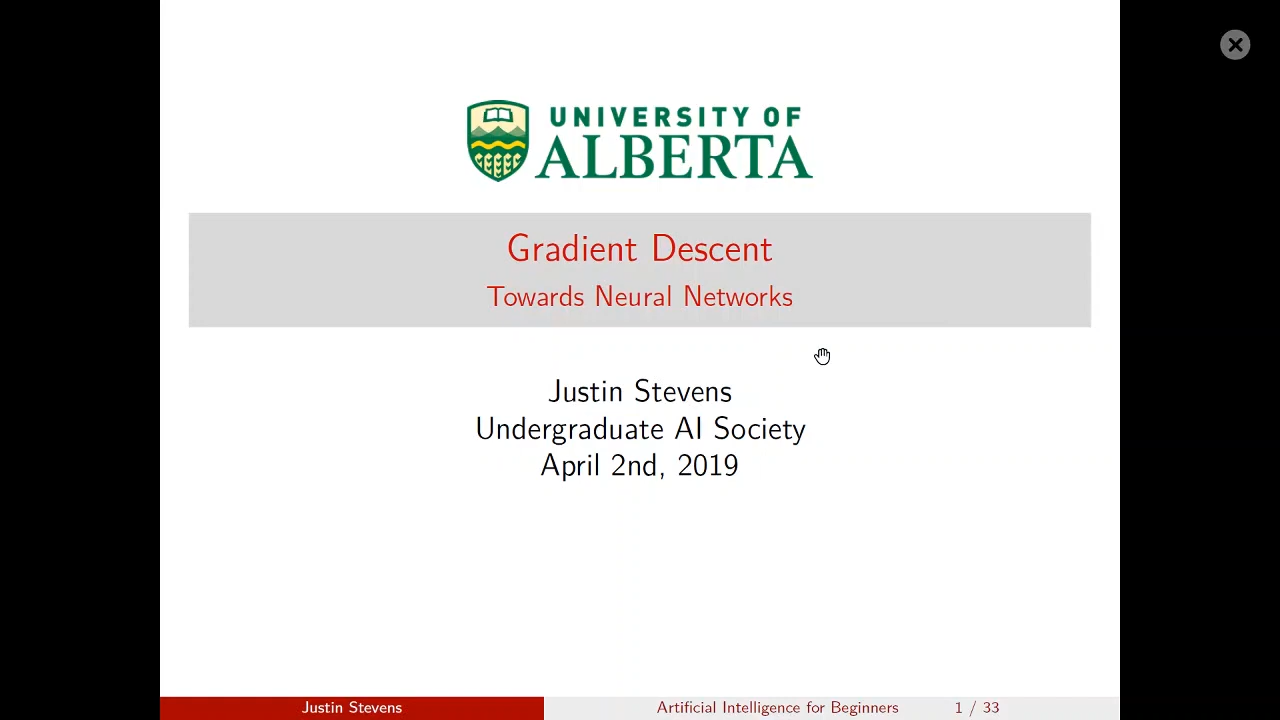 UNIVERSITY OF
ALBERTA
Gradient Descent
Towards Neural Networks
Justin Stevens
Undergraduate AI Society
April 2nd, 2019
Justin Stevens
Artificial Intelligence for Beginners
1 / 33